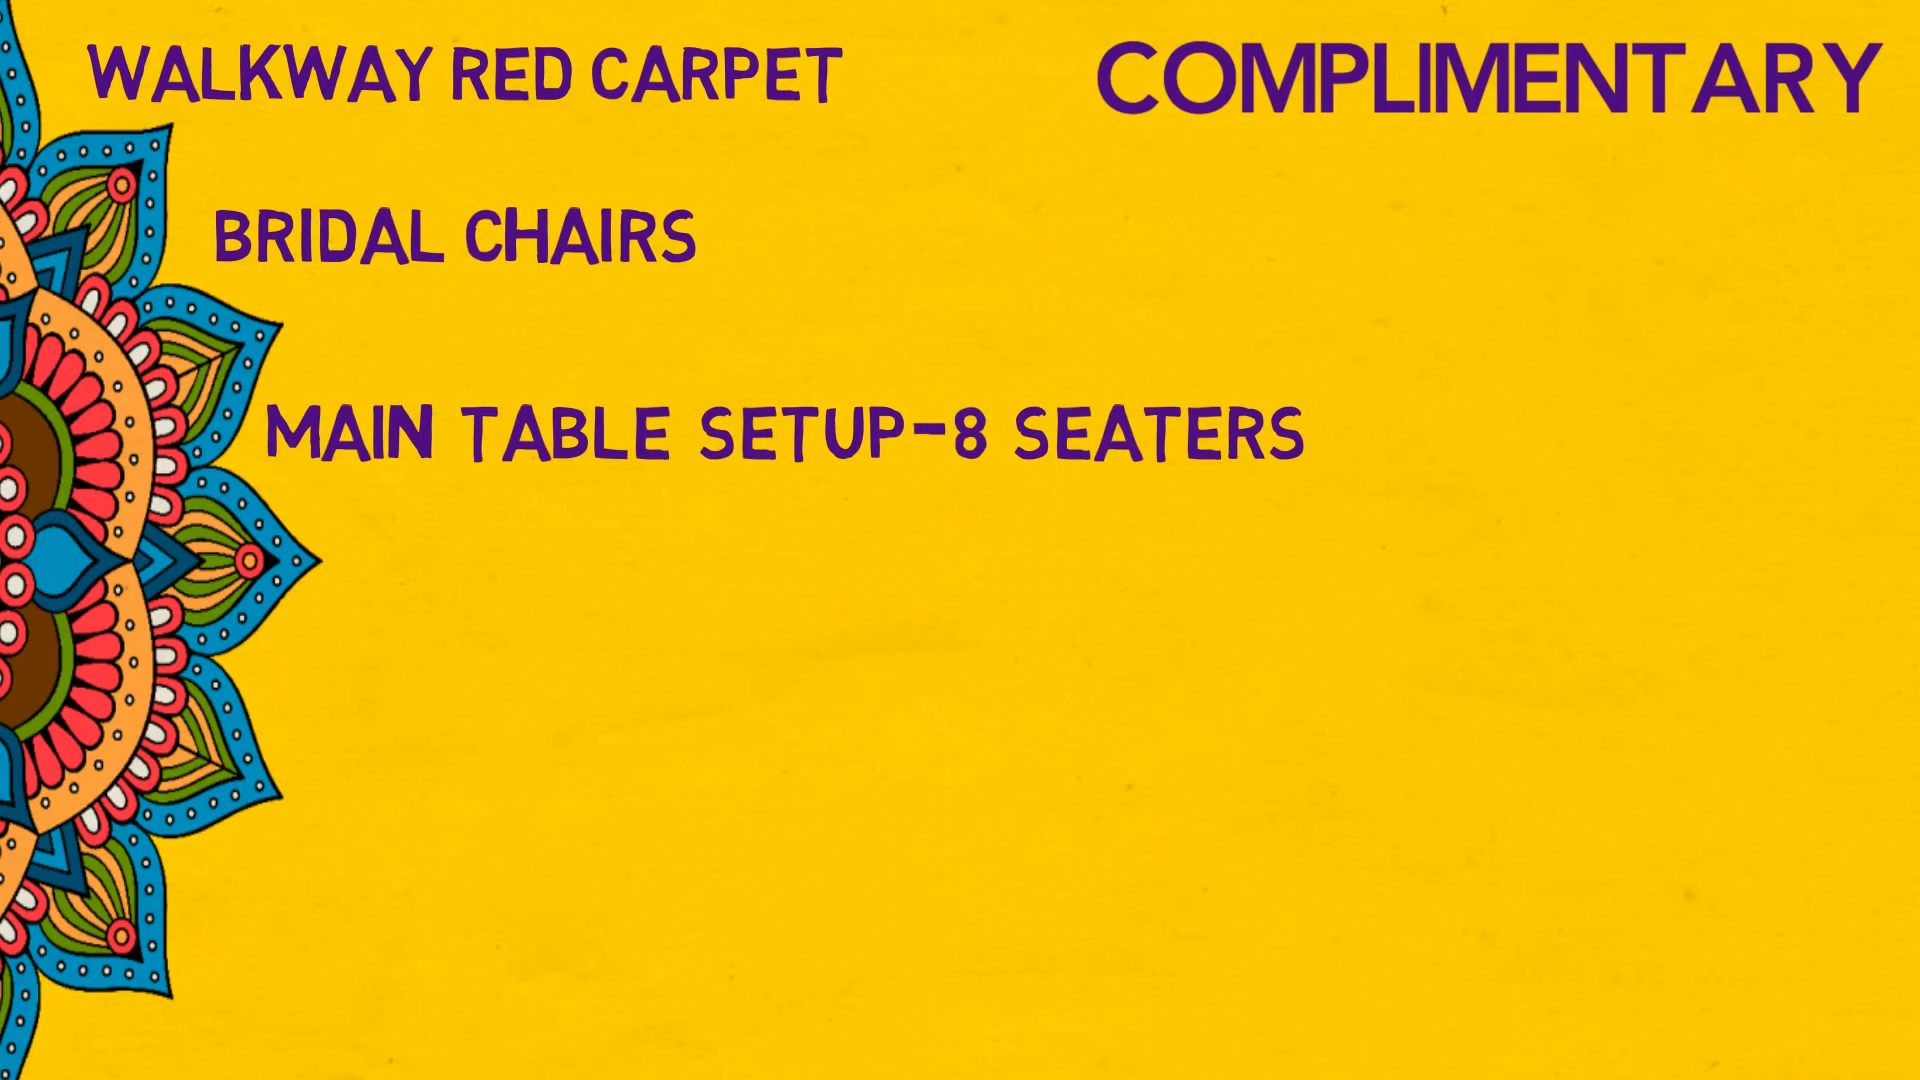 WALKWAY RED CARPET
COMPLIMENTARY
BRIDAL CHAIRS
MAIN TABLE SETUP-8 SEATERS